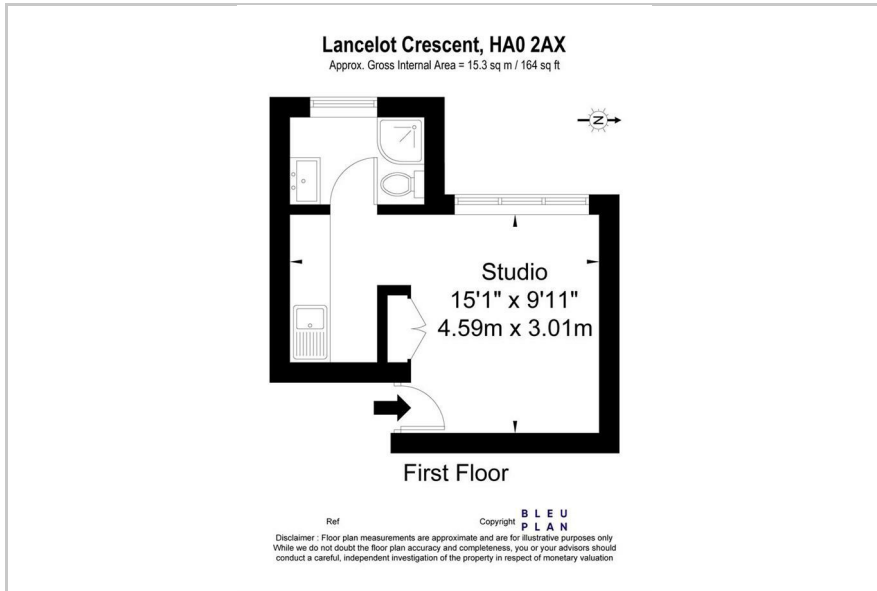 Lancelot Crescent, HA0 2AX
Approx. Gross Internal Area = 15.3 sq m / 164 sq ft
N
Studio
15'1" x 9'11"
4.59m x 3.01m
First Floor
Ref
Copyright BLEU
PLAN
Disclaimer : Floor plan measurements are approximate and are for illustrative purposes only
While we do not doubt the floor plan accuracy and completeness, you or your advisors should
conduct a careful, independent investigation of the property in respect of monetary valuation